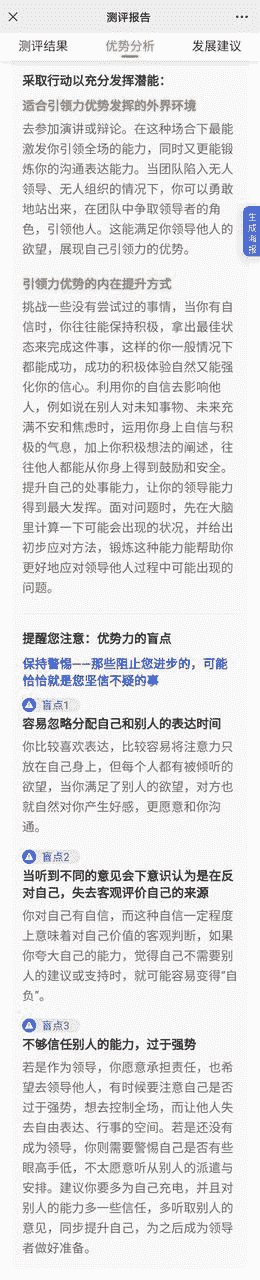 测评报告
测评结果
优势分析
发展建议
采取行动以充分发挥潜能：
适合引领力优势发挥的外界环境
去参加演讲或辩论。在这种场合下最能
激发你引领全场的能力，同时又更能锻
炼你的沟通表达能力。当团队陷入无人
领导、无人组织的情况下，你可以勇敢
地站出来，在团队中争取领导者的角
色，引领他人。这能满足你领导他人的
欲望，展现自己引领力的优势。
生成海报
引领力优势的内在提升方式
挑战一些没有尝试过的事情，当你有自
信时，你往往能保持积极，拿出最佳状
态来完成这件事，这样的你一般情况下
都能成功，成功的积极体验自然又能强
化你的信心。利用你的自信去影响他
人，例如说在别人对未知事物、未来充
满不安和焦虑时，运用你身上自信与积
极的气息，加上你积极想法的阐述，往
往他人都能从你身上得到鼓励和安全。
提升自己的处事能力，让你的领导能力
得到最大发挥。面对问题时，先在大脑
里计算一下可能会出现的状况，并给出
初步应对方法，锻炼这种能力能帮助你
更好地应对领导他人过程中可能出现的
问题。
提醒您注意：优势力的盲点
保持警惕——那些阻止您进步的，可能
恰恰就是您坚信不疑的事
盲点1
容易忽略分配自己和别人的表达时间
你比较喜欢表达，比较容易将注意力只
放在自己身上，但每个人都有被倾听的
欲望，当你满足了别人的欲望，对方也
就自然对你产生好感，更愿意和你沟
通。
盲点2
当听到不同的意见会下意识认为是在反
对自己，失去客观评价自己的来源
你对自己有自信，而这种自信一定程度
上意味着对自己价值的客观判断，如果
你夸大自己的能力，觉得自己不需要别
人的建议或支持时，就可能容易变得“自
负”。
盲点3
不够信任别人的能力，过于强势
若是作为领导，你愿意承担责任，也希
望去领导他人，有时候要注意自己是否
过于强势，想去控制全场，而让他人失
去自由表达、行事的空间。若是还没有
成为领导，你则需要警惕自己是否有些
眼高手低，不太愿意听从别人的派遣与
安排。建议你要多为自己充电，并且对
别人的能力多一些信任，多听取别人的
意见，同步提升自己，为之后成为领导
者做好准备。